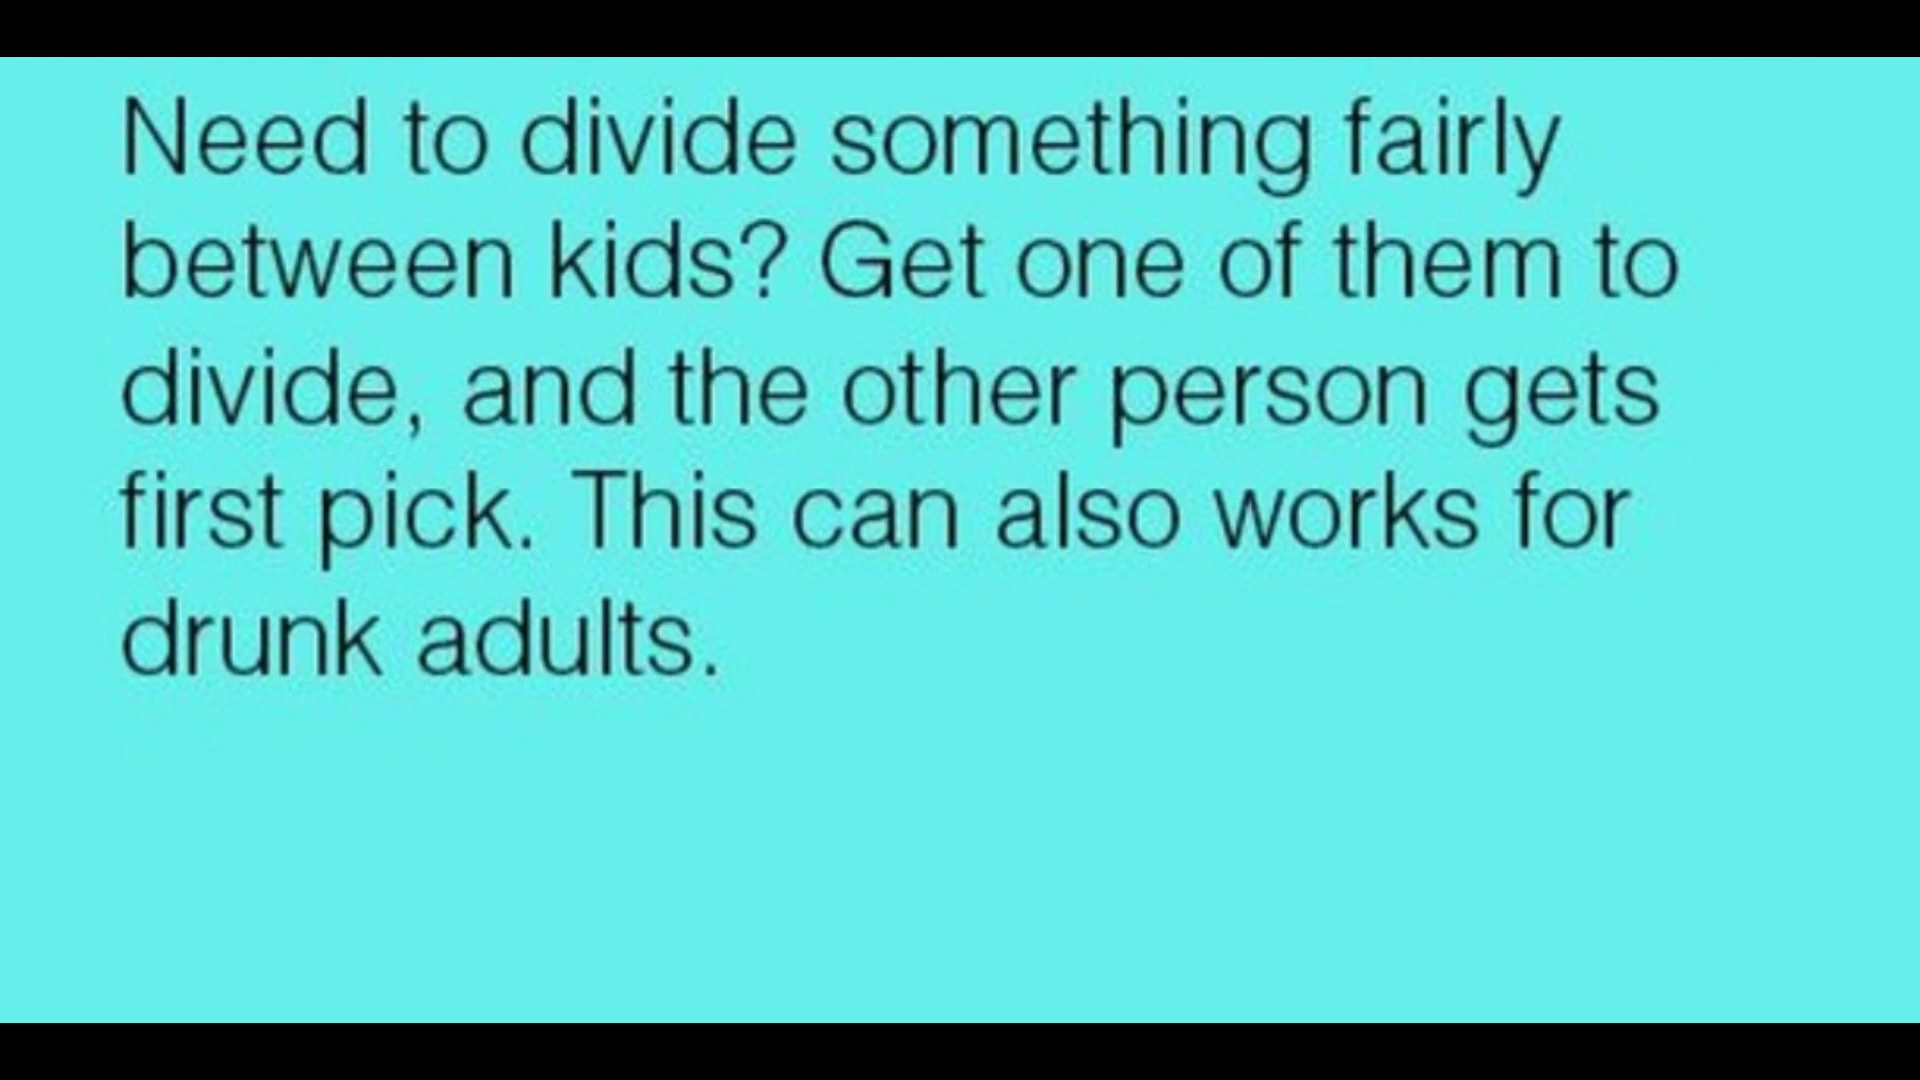 Need to divide something fairly
between kids? Get one of them to
divide, and the other person gets
first pick. This can also works for
drunk adults.